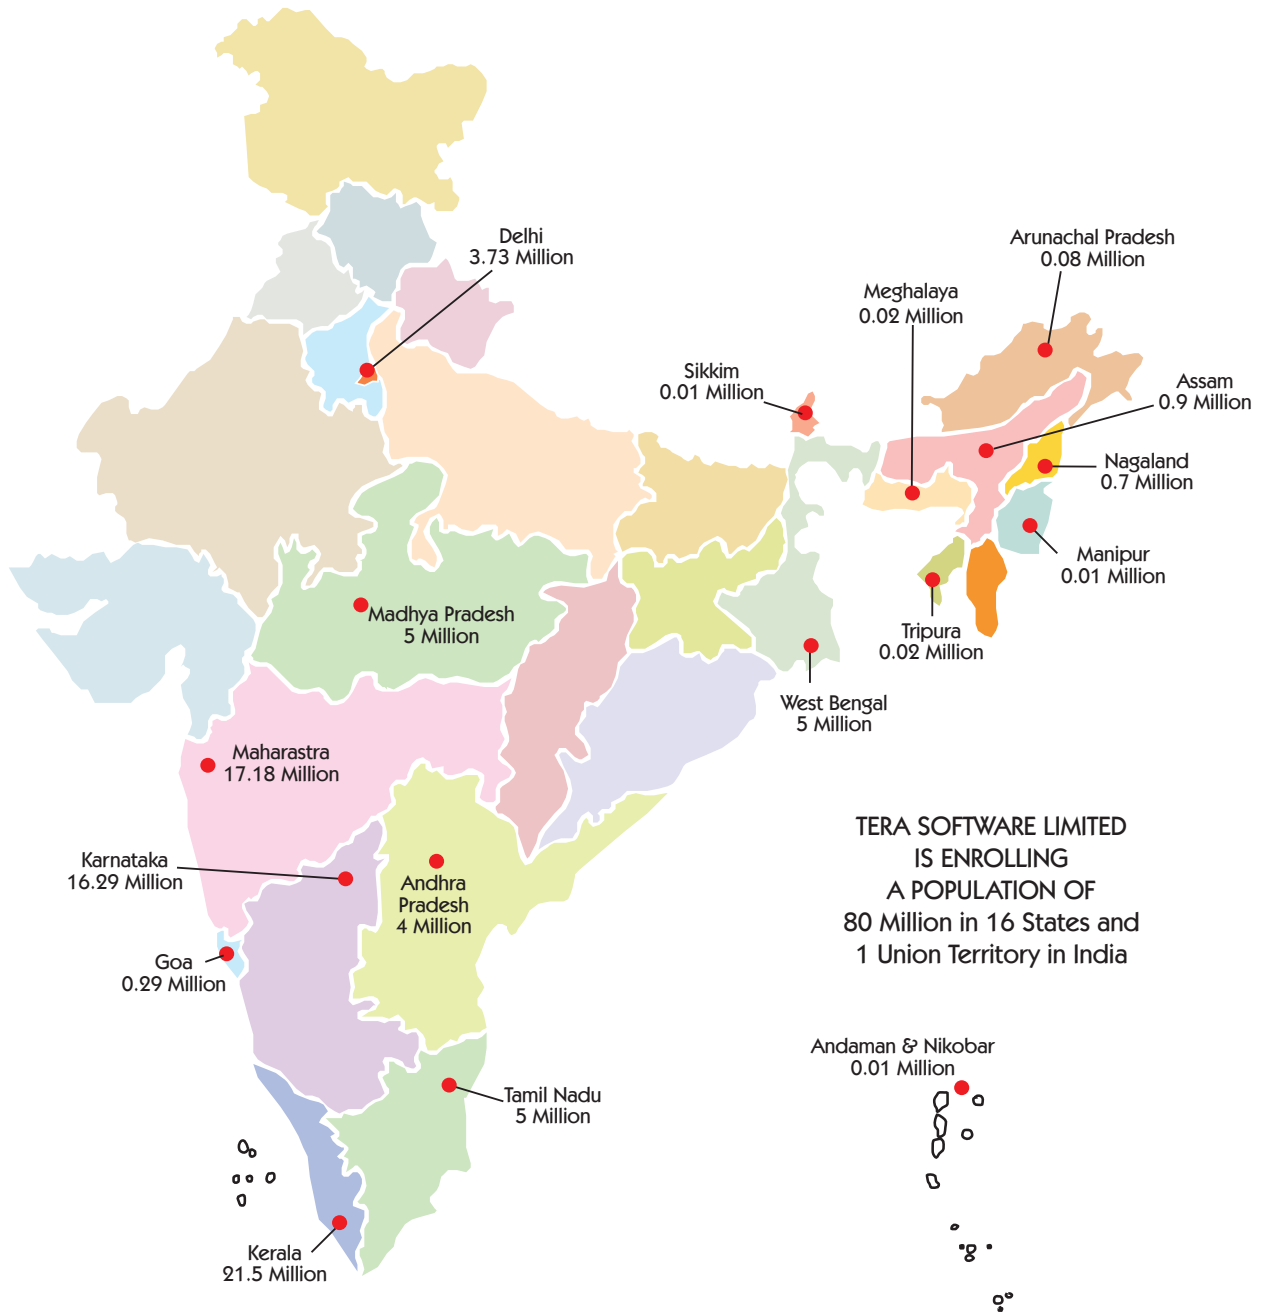 Delhi
3.73 Million
Arunachal Pradesh
0.08 Million
Meghalaya
0.02 Million
Sikkim
0.01 Million
Assam
0.9 Million
Nagaland
0.7 Million
Manipur
0.01 Million
Tripura
0.02 Million
Madhya Pradesh
5 Million
West Bengal
5 Million
Maharastra
17.18 Million
Karnataka
16.29 Million
Andhra
Pradesh
4 Million
Goa
0.29 Million
TERA SOFTWARE LIMITED
IS ENROLLING
A POPULATION OF
80 Million in 16 States and
1 Union Territory in India
Andaman & Nikobar
0.01 Million
Tamil Nadu
5 Million
Kerala
21.5 Million